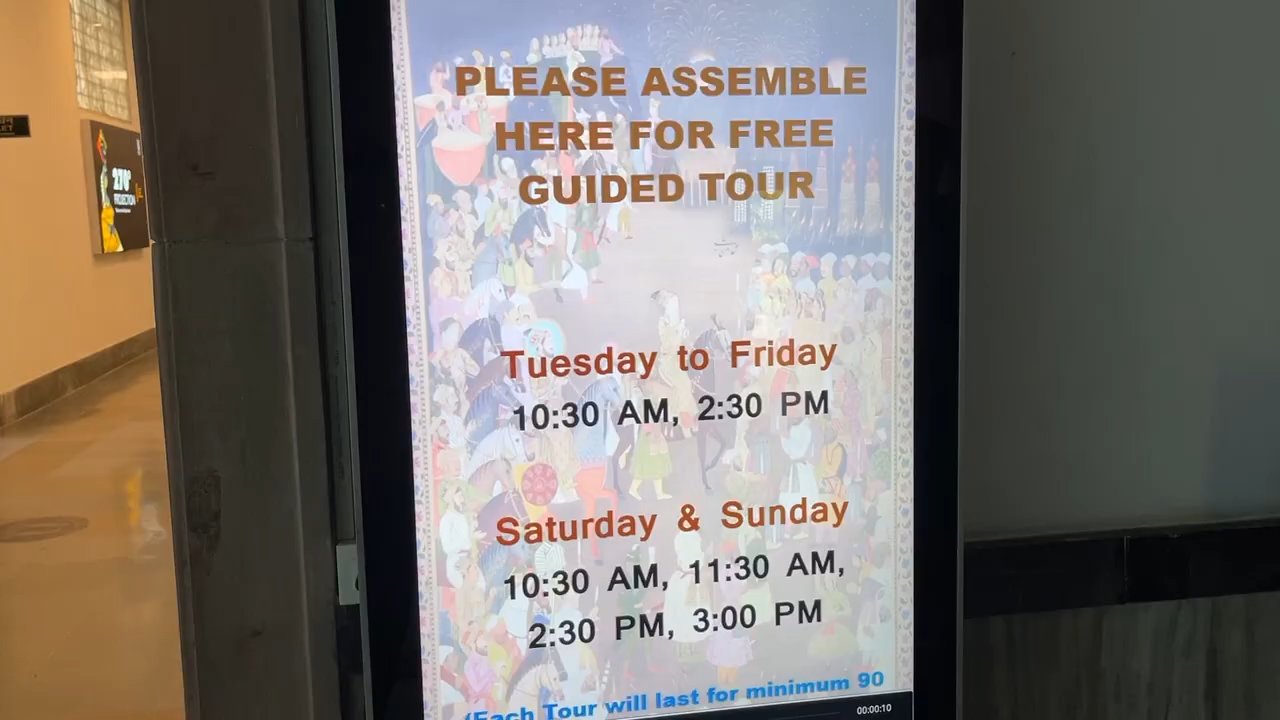 PLEASE ASSEMBLE
HERE FOR FREE
GUIDED TOUR
Tuesday to Friday
10:30 AM, 2:30 PM
Saturday & Sunday
10:30 AM, 11:30 AM,
2:30 PM, 3:00 PM
(Each Tour will last for minimum 90
00:00:10
270°
PROJECTION